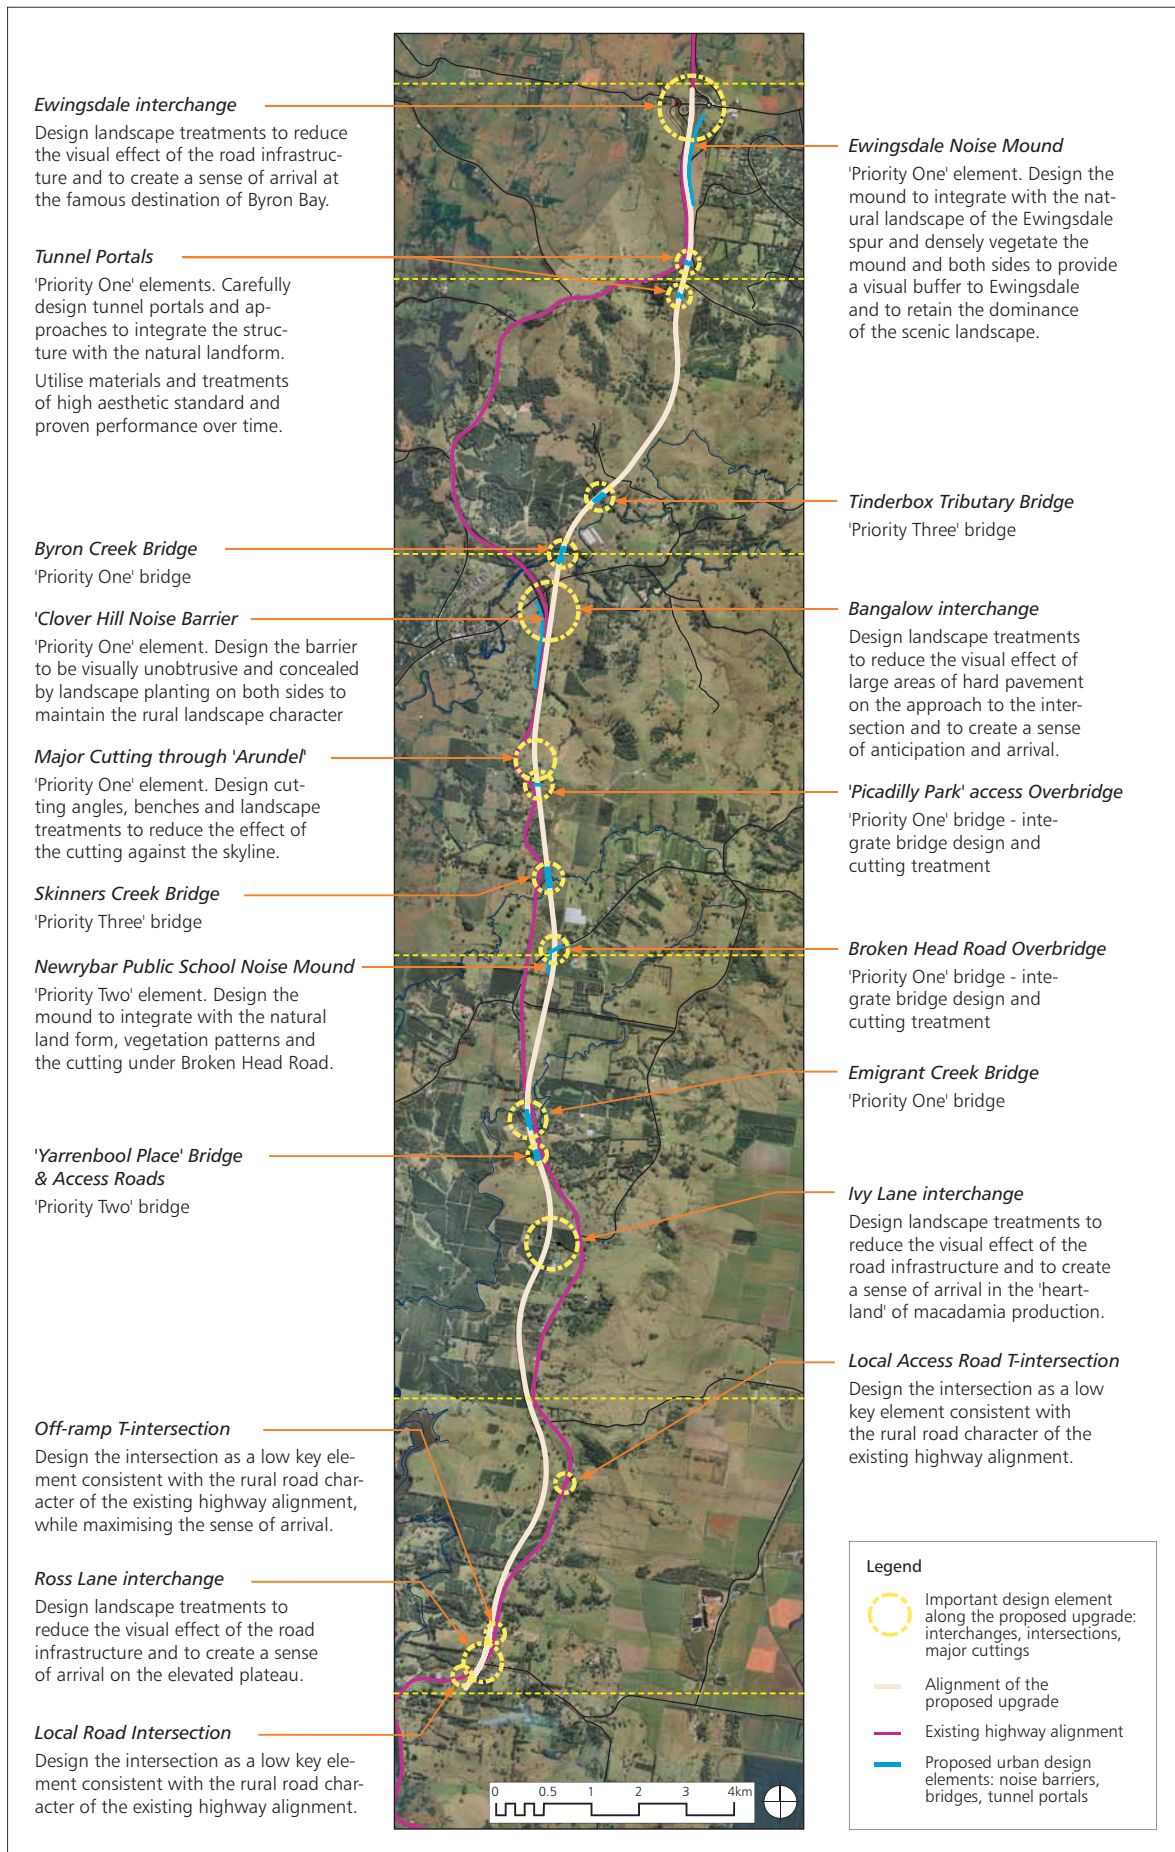 Ewingsdale interchange
Design landscape treatments to reduce
the visual effect of the road infrastruc-
ture and to create a sense of arrival at
the famous destination of Byron Bay.
Tunnel Portals
'Priority One' elements. Carefully
design tunnel portals and ap-
proaches to integrate the struc-
ture with the natural landform.
Utilise materials and treatments
of high aesthetic standard and
proven performance over time.
Byron Creek Bridge
'Priority One' bridge
'Clover Hill Noise Barrier
'Priority One' element. Design the barrier
to be visually unobtrusive and concealed
by landscape planting on both sides to
maintain the rural landscape character
Major Cutting through 'Arundel'
'Priority One' element. Design cut-
ting angles, benches and landscape
treatments to reduce the effect of
the cutting against the skyline.
Skinners Creek Bridge
'Priority Three' bridge
Newrybar Public School Noise Mound
'Priority Two' element. Design the
mound to integrate with the natural
land form, vegetation patterns and
the cutting under Broken Head Road.
'Yarrenbool Place' Bridge
& Access Roads
'Priority Two' bridge
Off-ramp T-intersection
Design the intersection as a low key ele-
ment consistent with the rural road char-
acter of the existing highway alignment,
while maximising the sense of arrival.
Ross Lane interchange
Design landscape treatments to
reduce the visual effect of the road
infrastructure and to create a sense
of arrival on the elevated plateau.
Local Road Intersection
Design the intersection as a low key ele-
ment consistent with the rural road char-
acter of the existing highway alignment.
Ewingsdale Noise Mound
'Priority One' element. Design the
mound to integrate with the nat-
ural landscape of the Ewingsdale
spur and densely vegetate the
mound and both sides to provide
a visual buffer to Ewingsdale
and to retain the dominance
of the scenic landscape.
Tinderbox Tributary Bridge
'Priority Three' bridge
Bangalow interchange
Design landscape treatments
to reduce the visual effect of
large areas of hard pavement
on the approach to the inter-
section and to create a sense
of anticipation and arrival.
'Picadilly Park' access Overbridge
'Priority One' bridge - inte-
grate bridge design and
cutting treatment
Broken Head Road Overbridge
'Priority One' bridge - inte-
grate bridge design and
cutting treatment
Emigrant Creek Bridge
'Priority One' bridge
Ivy Lane interchange
Design landscape treatments to
reduce the visual effect of the
road infrastructure and to create
a sense of arrival in the 'heart-
land' of macadamia production.
Local Access Road T-intersection
Design the intersection as a low
key element consistent with
the rural road character of the
existing highway alignment.
Legend
Important design element
along the proposed upgrade:
interchanges, intersections,
major cuttings
Alignment of the
proposed upgrade
Existing highway alignment
Proposed urban design
elements: noise barriers,
bridges, tunnel portals
0 0.5 1 2 3 4km